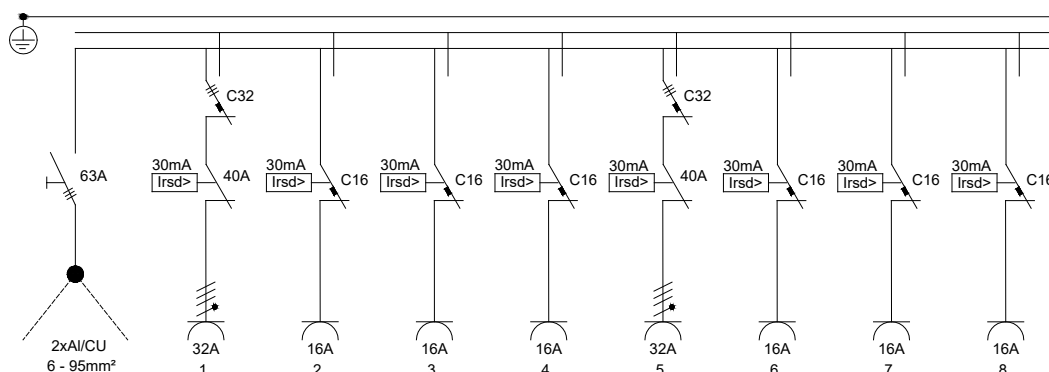 C32
C32
63A
30mA
Irsd>
40A
30mA
Irsd>
C16
30mA
Irsd>
C16
30mA
Irsd>
C16
30mA
Irsd>
40A
30mA
Irsd>
C16
30mA
Irsd>
C16
30mA
Irsd>
C16
2xAl/CU
6 - 95mm²
32A
1
16A
2
16A
3
16A
4
32A
5
16A
6
16A
7
16A
8